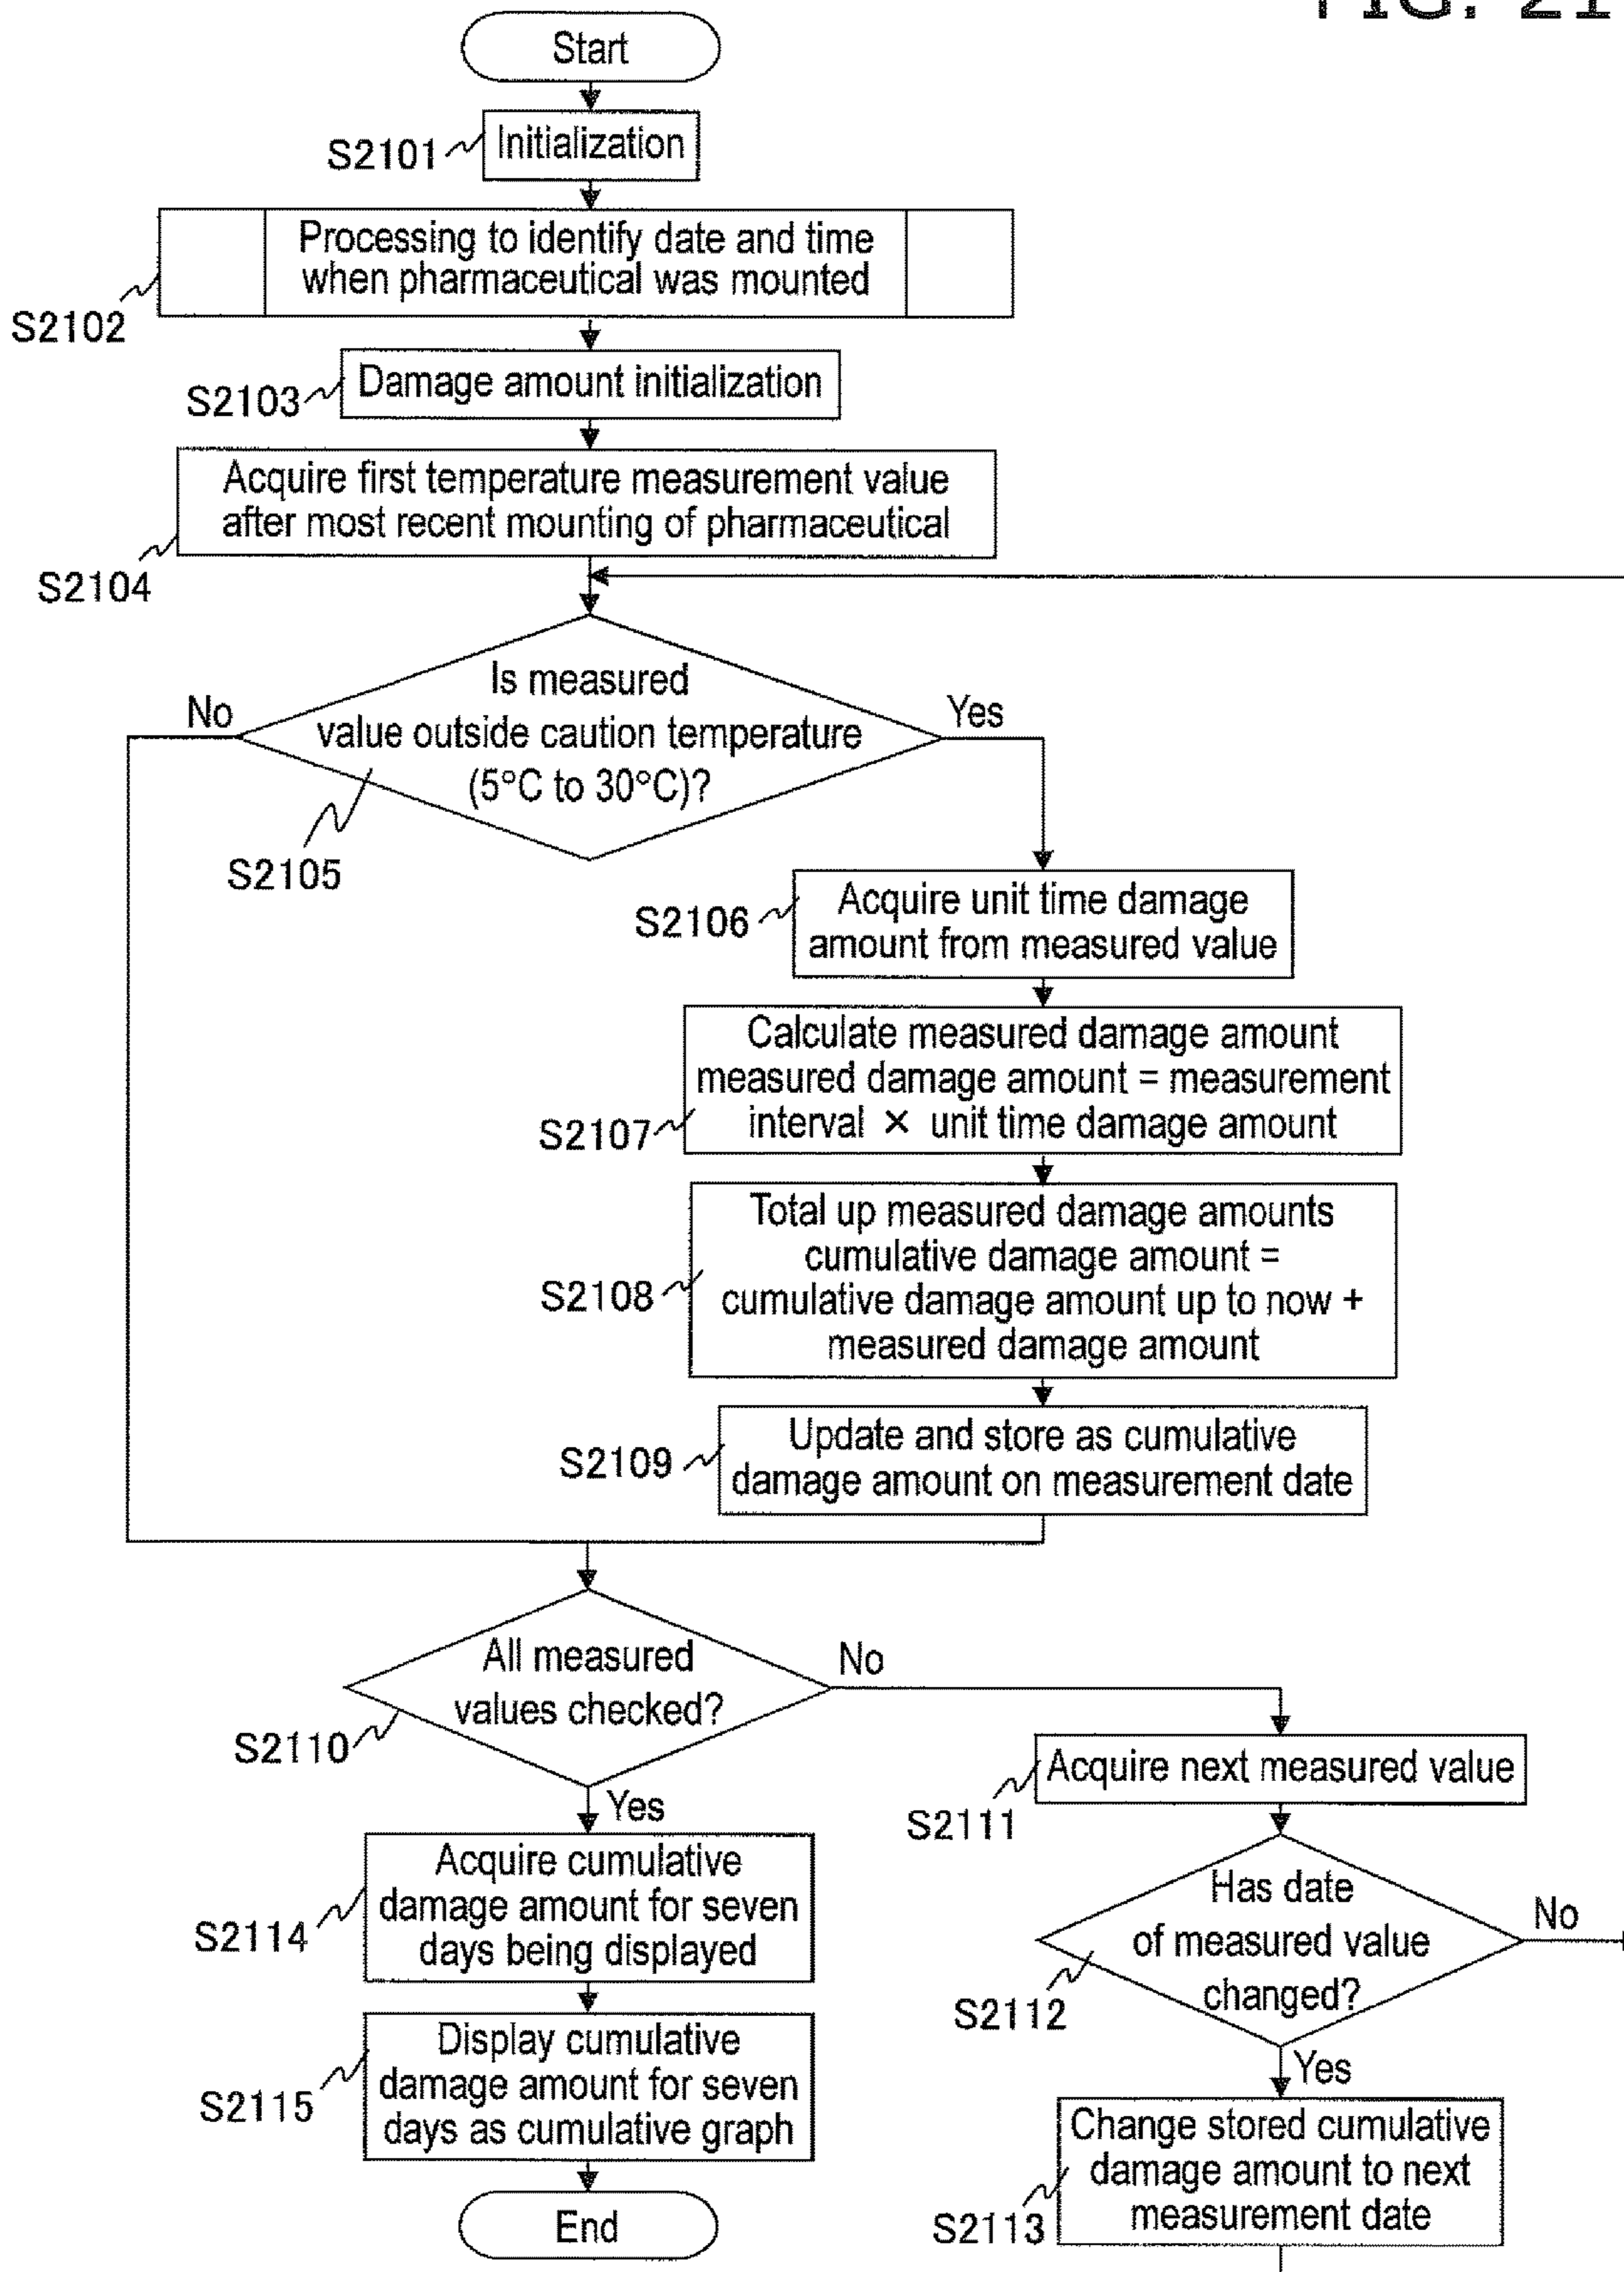 FIG. 21
Start
S2101
Initialization
Processing to identify date and time
when pharmaceutical was mounted
S2102
Damage amount initialization
S2103
Acquire first temperature measurement value
after most recent mounting of pharmaceutical
S2104
Is measured
value outside caution temperature
(5°C to 30°C)?
No
Yes
S2105
Acquire unit time damage
amount from measured value
S2106
Calculate measured damage amount
measured damage amount = measurement
interval × unit time damage amount
S2107
Total up measured damage amounts
cumulative damage amount =
cumulative damage amount up to now +
measured damage amount
S2108
Update and store as cumulative
damage amount on measurement date
S2109
All measured
values checked?
No
S2110
Yes
Acquire next measured value
S2111
Has date
of measured value
changed?
No
S2112
Yes
Change stored cumulative
damage amount to next
measurement date
S2113
Acquire cumulative
damage amount for seven
days being displayed
S2114
Display cumulative
damage amount for seven
days as cumulative graph
S2115
End